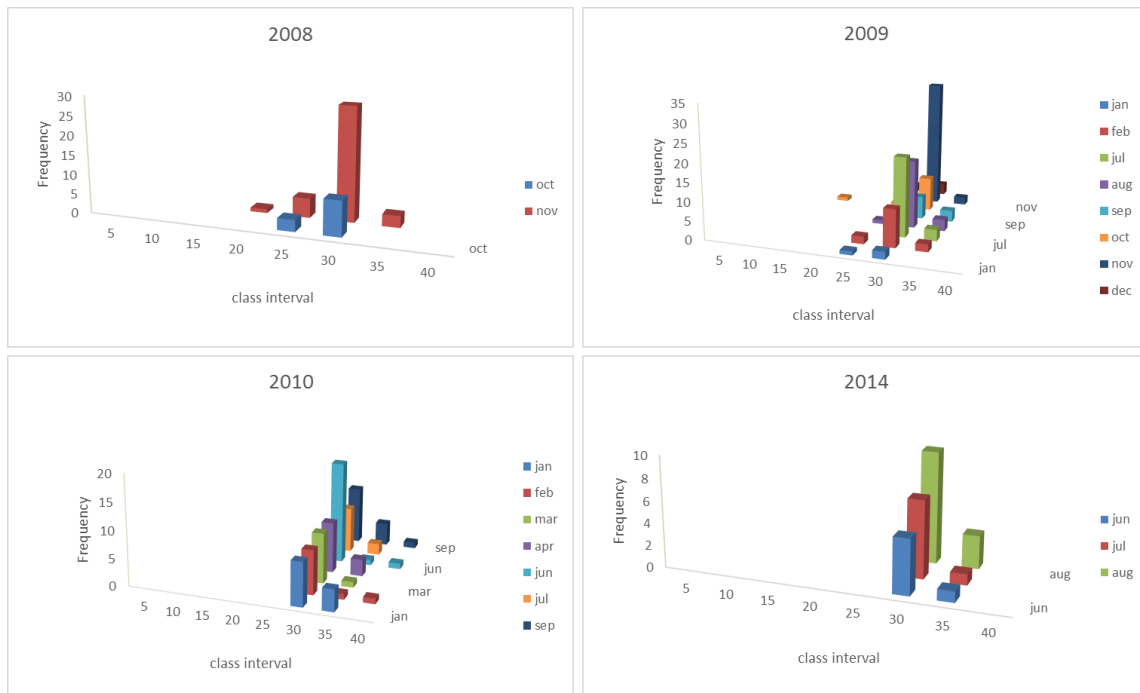 2008
30
25
20
15
10
5
0
Frequency
5 10 15 20 25 30 35 40
class interval
oct
oct
nov
2009
35
30
25
20
15
10
5
0
Frequency
5 10 15 20 25 30 35 40
class interval
nov
sep
jul
jan
jan
feb
jul
aug
sep
oct
nov
dec
2010
20
15
10
5
0
Frequency
5 10 15 20 25 30 35 40
class interval
sep
jun
mar
jan
jan
feb
mar
apr
jun
jul
sep
2014
10
8
6
4
2
0
Frequency
5 10 15 20 25 30 35 40
class interval
aug
jun
jun
jul
aug